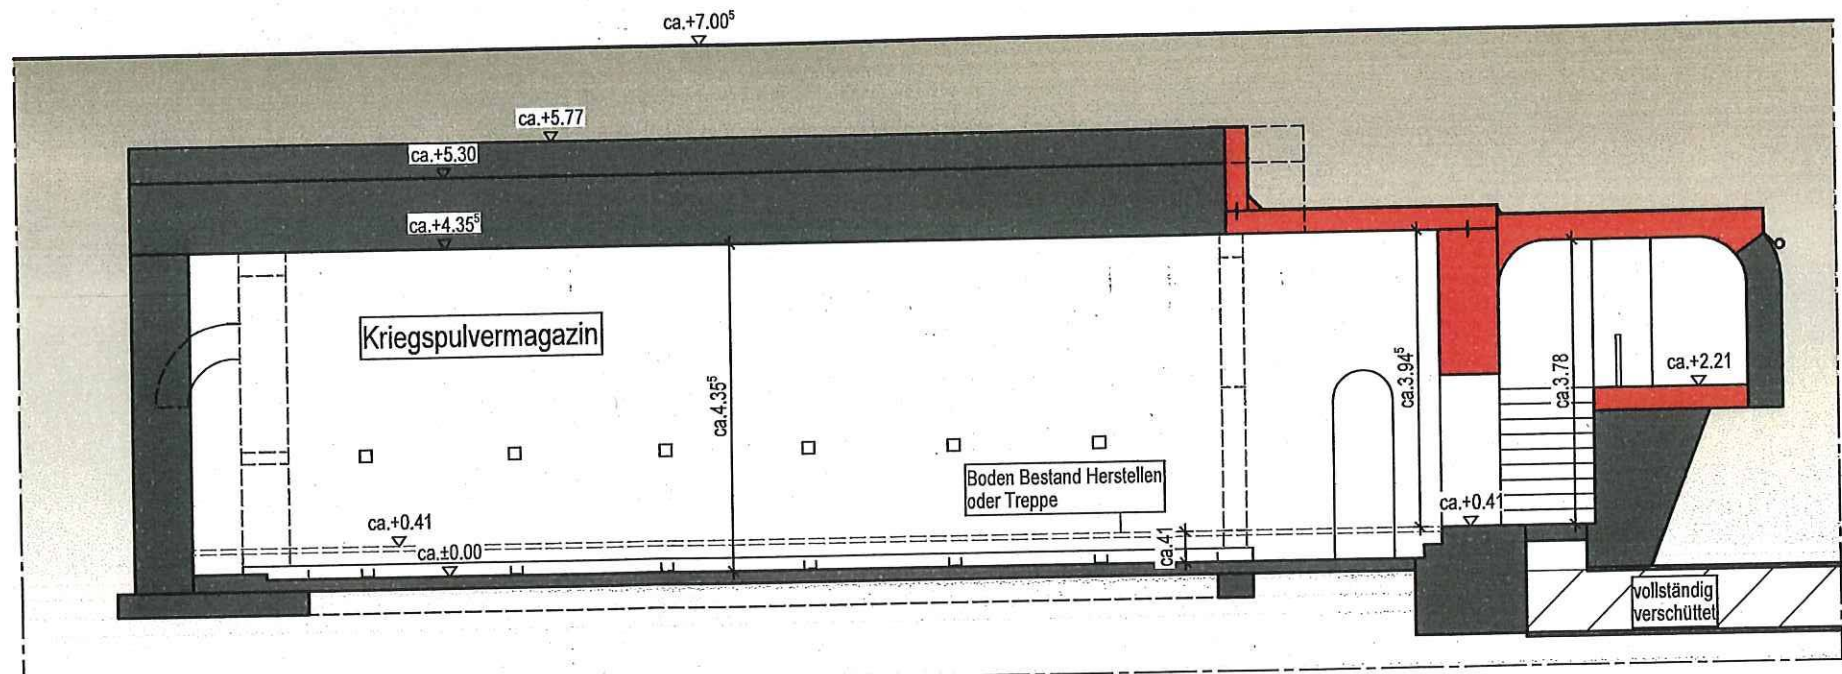 ca.+7.00⁵
ca.+5.77
ca.+5.30
ca.+4.35⁵
Kriegspulvermagazin
ca.4.35⁵
ca.3.94⁵
ca.3.78
ca.+2.21
Boden Bestand Herstellen
oder Treppe
ca.+0.41
ca.+0.41
ca.±0.00
ca.41
vollständig
verschüttet